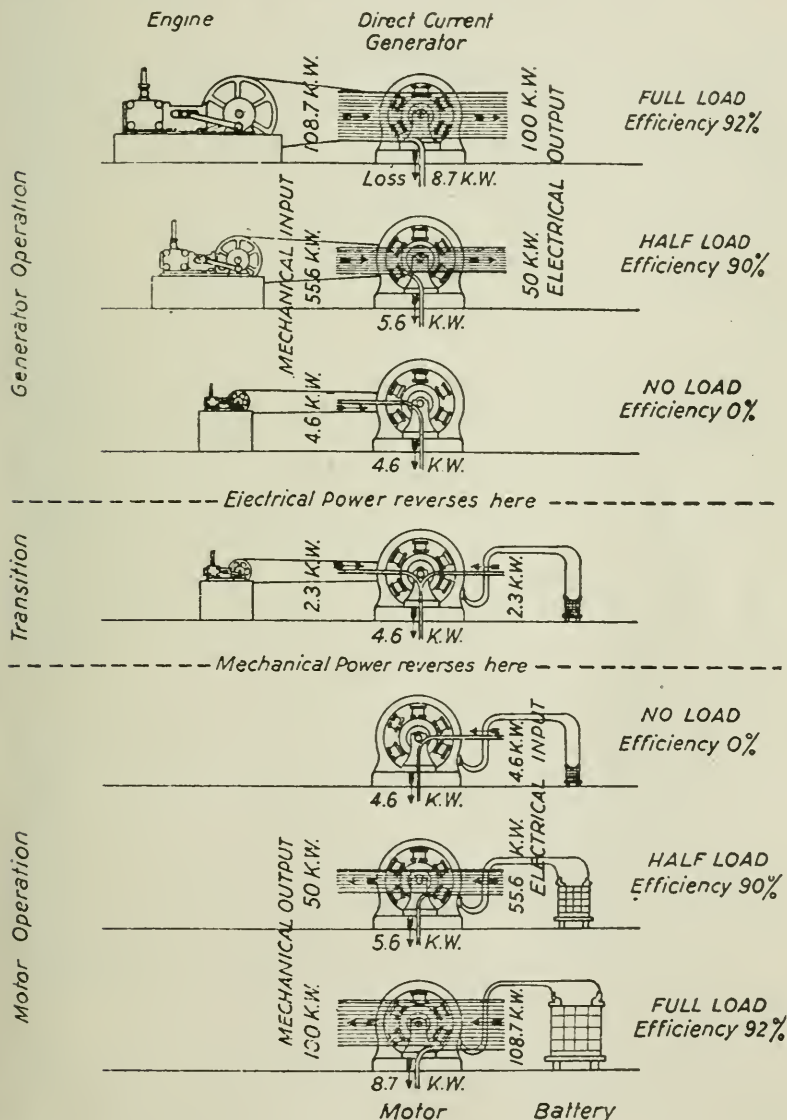 Engine
Direct Current
Generator
Generator Operation
MECHANICAL INPUT
108.7 K.W.
100 K.W.
ELECTRICAL OUTPUT
FULL LOAD
Efficiency 92%
Loss 8.7 K.W.
55.6 K.W.
50 K.W.
HALF LOAD
Efficiency 90%
5.6 K.W.
4.6 K.W.
NO LOAD
Efficiency 0%
4.6 K.W.
Electrical Power reverses here
Transition
2.3 K.W.
2.3 K.W.
4.6 K.W.
Mechanical Power reverses here
Motor Operation
4.6 K.W.
ELECTRICAL INPUT
NO LOAD
Efficiency 0%
4.6 K.W.
MECHANICAL OUTPUT
50 K.W.
55.6 K.W.
HALF LOAD
Efficiency 90%
5.6 K.W.
100 K.W.
108.7 K.W.
FULL LOAD
Efficiency 92%
8.7 K.W.
Motor
Battery